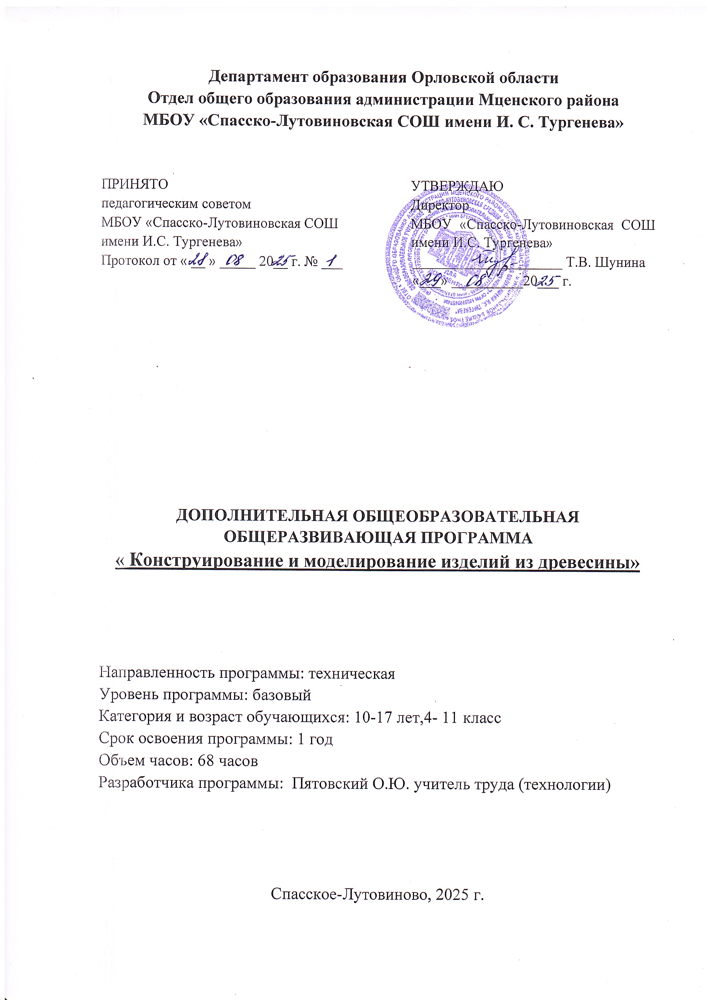 Департамент образования Орловской области
Отдел общего образования администрации Мценского района
МБОУ «Спасско-Лутовиновская СОШ имени И. С. Тургенева»
ПРИНЯТО
педагогическим советом
МБОУ «Спасско-Лутовиновская СОШ
имени И.С. Тургенева»
Протокол от «28» 08 2025 г. № 1
УТВЕРЖДАЮ
Директор
МБОУ «Спасско-Лутовиновская СОШ
имени И.С. Тургенева»
Т.В. Шунина
«29» 08 2025 г.
ДЛЯ
ДОКУМЕНТОВ
ДОПОЛНИТЕЛЬНАЯ ОБЩЕОБРАЗОВАТЕЛЬНАЯ
ОБЩЕРАЗВИВАЮЩАЯ ПРОГРАММА
« Конструирование и моделирование изделий из древесины»
Направленность программы: техническая
Уровень программы: базовый
Категория и возраст обучающихся: 10-17 лет,4- 11 класс
Срок освоения программы: 1 год
Объем часов: 68 часов
Разработчика программы:  Пятовский О.Ю. учитель труда (технологии)
Спасское-Лутовиново, 2025 г.